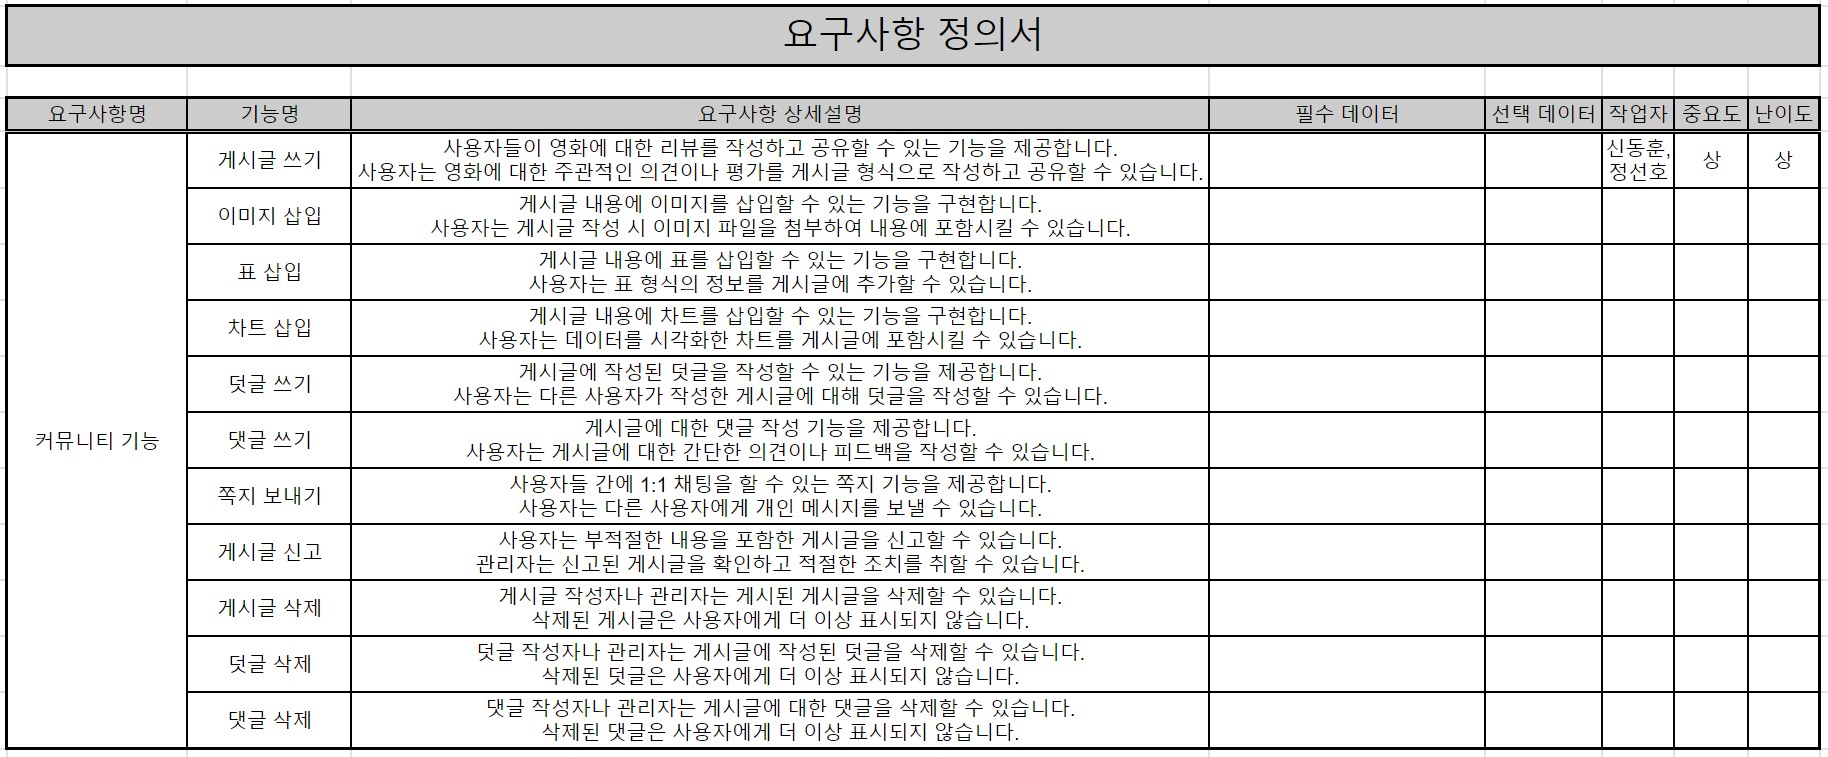 요구사항 정의서
요구사항명 기능명 요구사항 상세설명 필수 데이터 선택 데이터 작업자 중요도 난이도
커뮤니티 기능
게시글 쓰기
사용자들이 영화에 대한 리뷰를 작성하고 공유할 수 있는 기능을 제공합니다.
사용자는 영화에 대한 주관적인 의견이나 평가를 게시글 형식으로 작성하고 공유할 수 있습니다.
신동훈,
정선호
상
상
이미지 삽입
게시글 내용에 이미지를 삽입할 수 있는 기능을 구현합니다.
사용자는 게시글 작성 시 이미지 파일을 첨부하여 내용에 포함시킬 수 있습니다.
표 삽입
게시글 내용에 표를 삽입할 수 있는 기능을 구현합니다.
사용자는 표 형식의 정보를 게시글에 추가할 수 있습니다.
차트 삽입
게시글 내용에 차트를 삽입할 수 있는 기능을 구현합니다.
사용자는 데이터를 시각화한 차트를 게시글에 포함시킬 수 있습니다.
덧글 쓰기
게시글에 작성된 덧글을 작성할 수 있는 기능을 제공합니다.
사용자는 다른 사용자가 작성한 게시글에 대해 덧글을 작성할 수 있습니다.
댓글 쓰기
게시글에 대한 댓글 작성 기능을 제공합니다.
사용자는 게시글에 대한 간단한 의견이나 피드백을 작성할 수 있습니다.
쪽지 보내기
사용자들 간에 1:1 채팅을 할 수 있는 쪽지 기능을 제공합니다.
사용자는 다른 사용자에게 개인 메시지를 보낼 수 있습니다.
게시글 신고
사용자는 부적절한 내용을 포함한 게시글을 신고할 수 있습니다.
관리자는 신고된 게시글을 확인하고 적절한 조치를 취할 수 있습니다.
게시글 삭제
게시글 작성자나 관리자는 게시된 게시글을 삭제할 수 있습니다.
삭제된 게시글은 사용자에게 더 이상 표시되지 않습니다.
덧글 삭제
덧글 작성자나 관리자는 게시글에 작성된 덧글을 삭제할 수 있습니다.
삭제된 덧글은 사용자에게 더 이상 표시되지 않습니다.
댓글 삭제
댓글 작성자나 관리자는 게시글에 대한 댓글을 삭제할 수 있습니다.
삭제된 댓글은 사용자에게 더 이상 표시되지 않습니다.